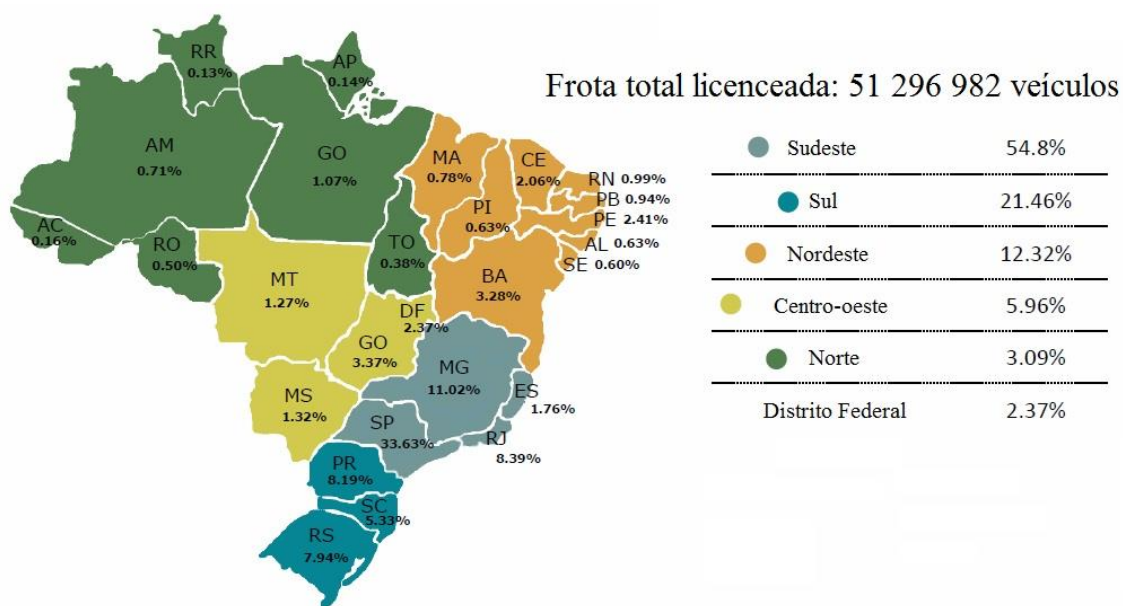 RR
0.13%
AP
0.14%
AM
0.71%
GO
1.07%
MA
0.78%
CE
2.06%
RN 0.99%
PB 0.94%
PE 2.41%
PI
0.63%
AL 0.63%
SE 0.60%
AC
0.16%
RO
0.50%
TO
0.38%
BA
3.28%
MT
1.27%
DF
2.37%
GO
3.37%
MG
11.02%
ES
1.76%
MS
1.32%
SP
33.63%
RJ
8.39%
PR
8.19%
SC
5.33%
RS
7.94%
Frota total licenceada: 51 296 982 veículos
Sudeste 54.8%
Sul 21.46%
Nordeste 12.32%
Centro-oeste 5.96%
Norte 3.09%
Distrito Federal 2.37%